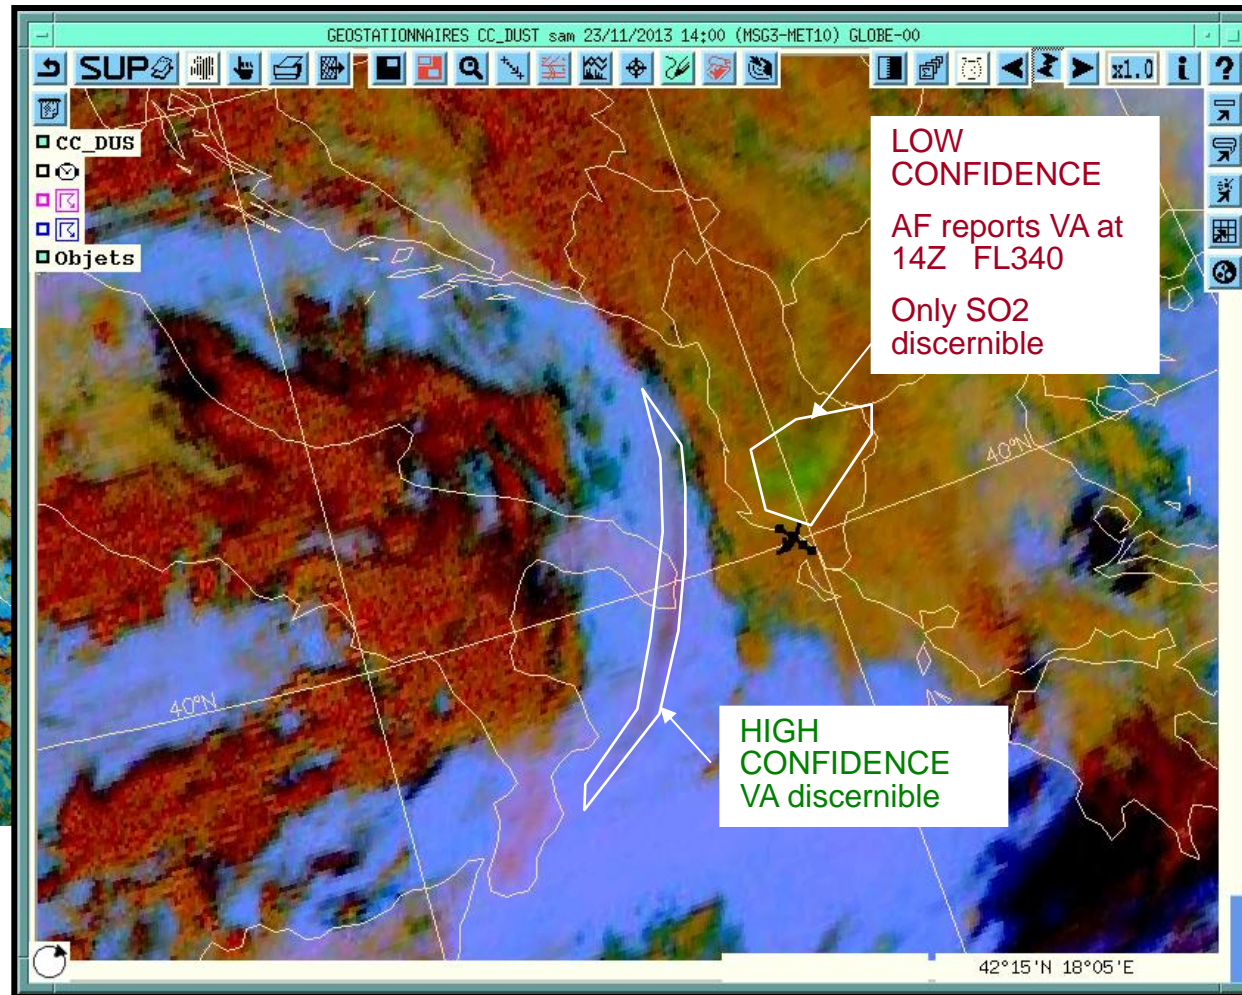 GEOSTATIONNAIRES CC_DUST sam 23/11/2013 14:00 (MSG3-MET10) GLOBE-00
SUP
x1.0
i
?
CC_DUS
Objets
LOW
CONFIDENCE
AF reports VA at
14Z FL340
Only SO2
discernible
40°N
40°N
HIGH
CONFIDENCE
VA discernible
42°15'N 18°05'E